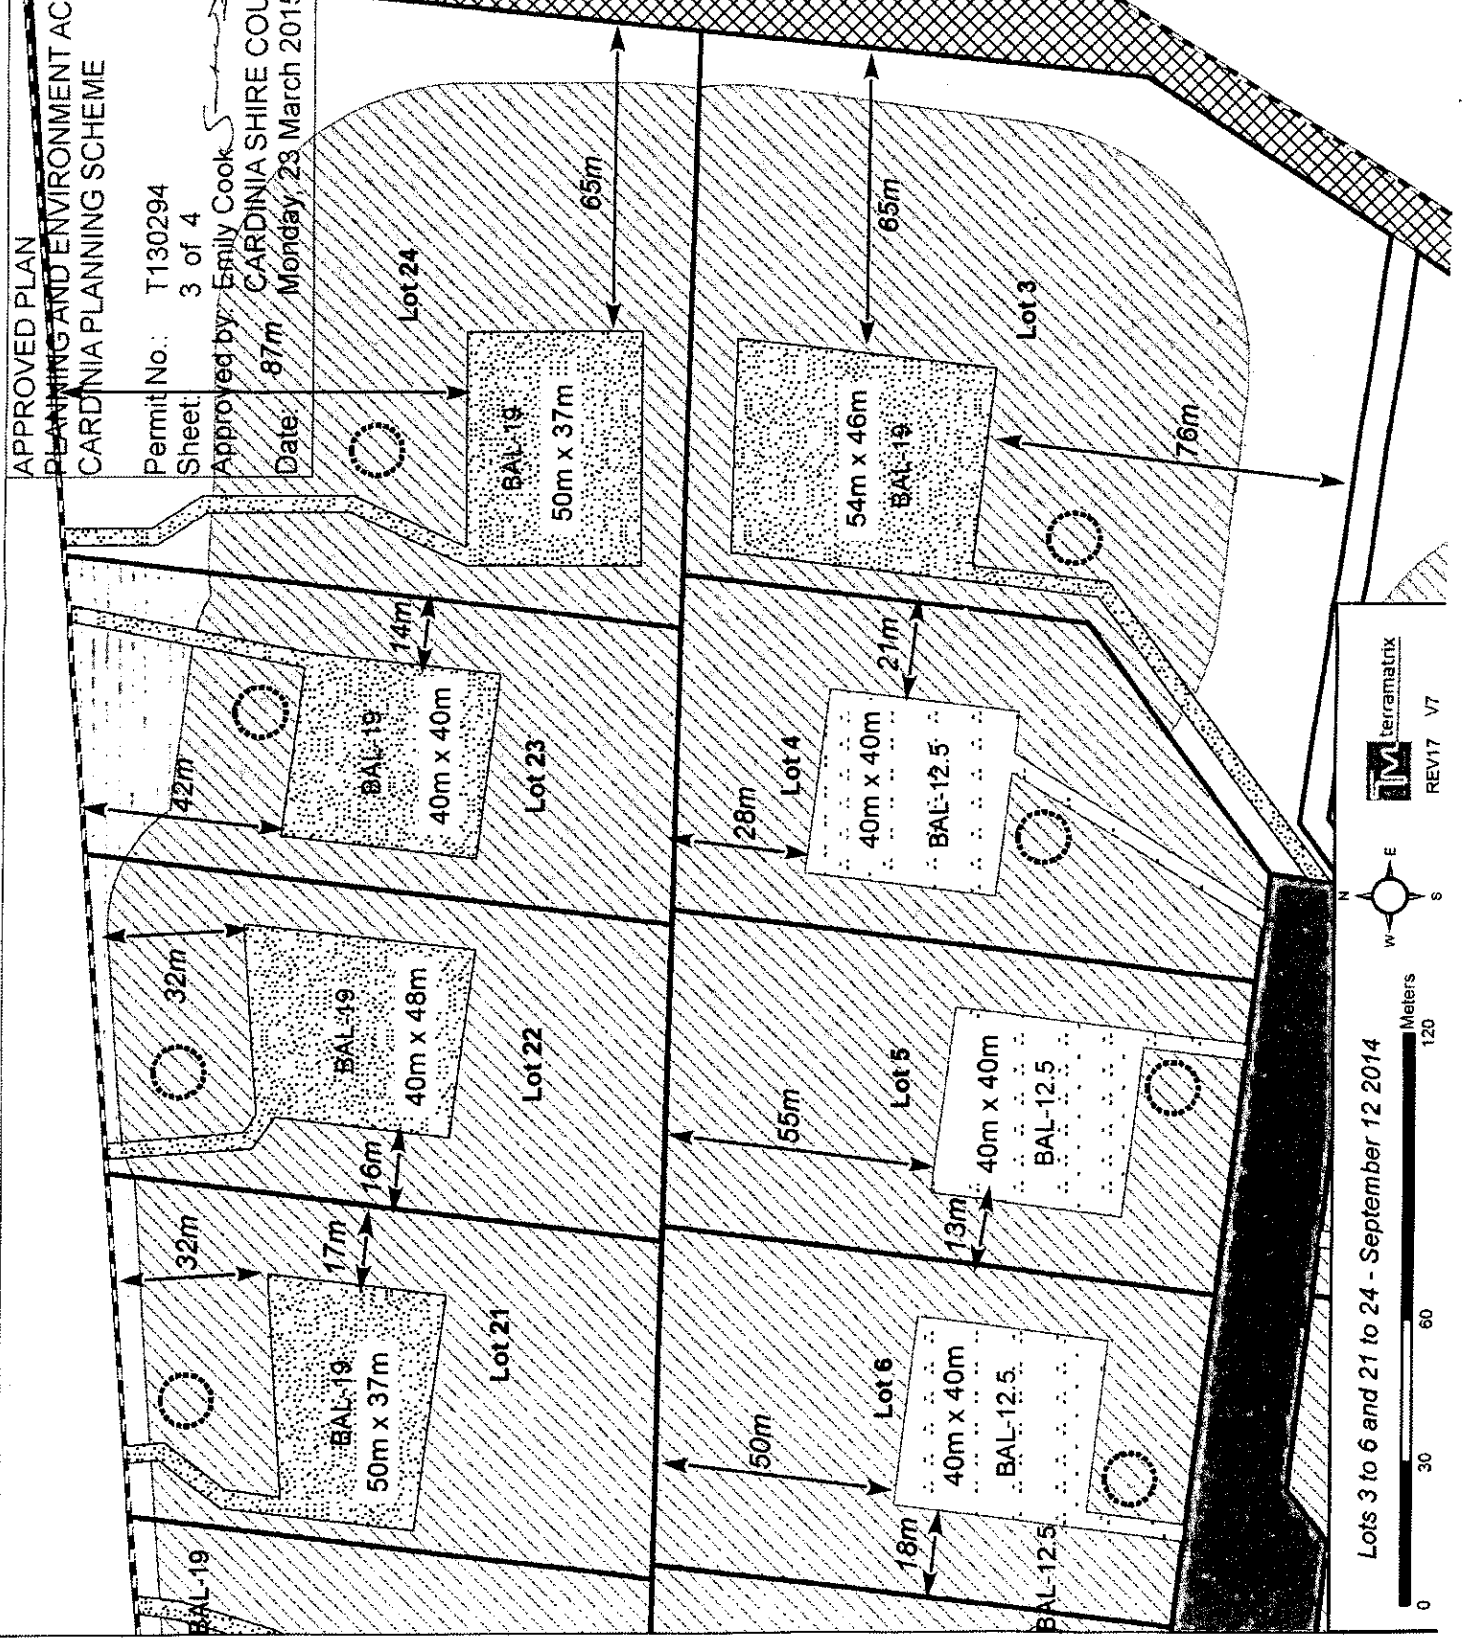 APPROVED PLAN
PLANNING AND ENVIRONMENT AC
CARDINIA PLANNING SCHEME
Permit No.: T130294
Sheet: 3 of 4
Approved by: Emily Cook
CARDINIA SHIRE COU
Date: Monday, 23 March 2015
87m
Lot 24
65m
BAL-19
50m x 37m
14m
42m
BAL-19
40m x 40m
Lot 23
32m
BAL-19
40m x 48m
Lot 22
16m
32m
17m
BAL-19
50m x 37m
Lot 21
BAL-19
65m
Lot 3
54m x 46m
BAL-19
76m
21m
Lot 4
28m
40m x 40m
BAL-12.5
Lot 5
55m
40m x 40m
BAL-12.5
13m
Lot 6
50m
40m x 40m
BAL-12.5
18m
BAL-12.5
Lots 3 to 6 and 21 to 24 - September 12 2014
0 30 60 120
Meters
N
W E
S
TM terramatrix
REV17 V7